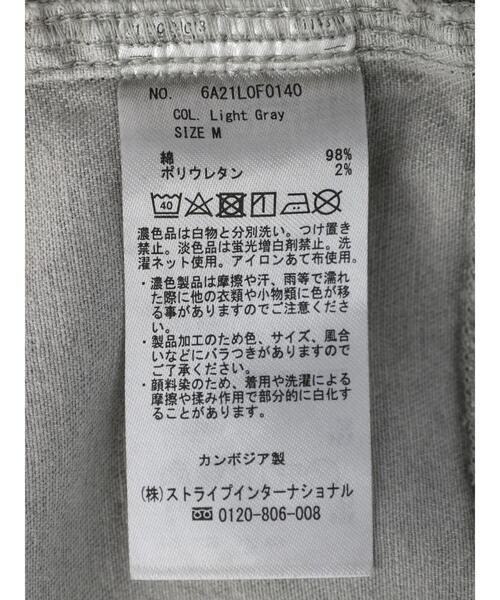 NO. 6A21L0F0140
COL. Light Gray
SIZE M
綿 98%
ポリウレタン 2%
40
濃色品は白物と分別洗い。つけ置き
禁止。淡色品は蛍光増白剤禁止。洗
濯ネット使用。アイロンあて布使用。
・濃色製品は摩擦や汗、雨等で濡れ
た際に他の衣類や小物類に色が移
る事がありますのでご注意くださ
い。
・製品加工のため色、サイズ、風合
いなどにバラつきがありますので
ご了承ください。
・顔料染のため、着用や洗濯による
摩擦や揉み作用で部分的に白化す
ることがあります。
カンボジア製
(株)ストライプインターナショナル
0120-806-008